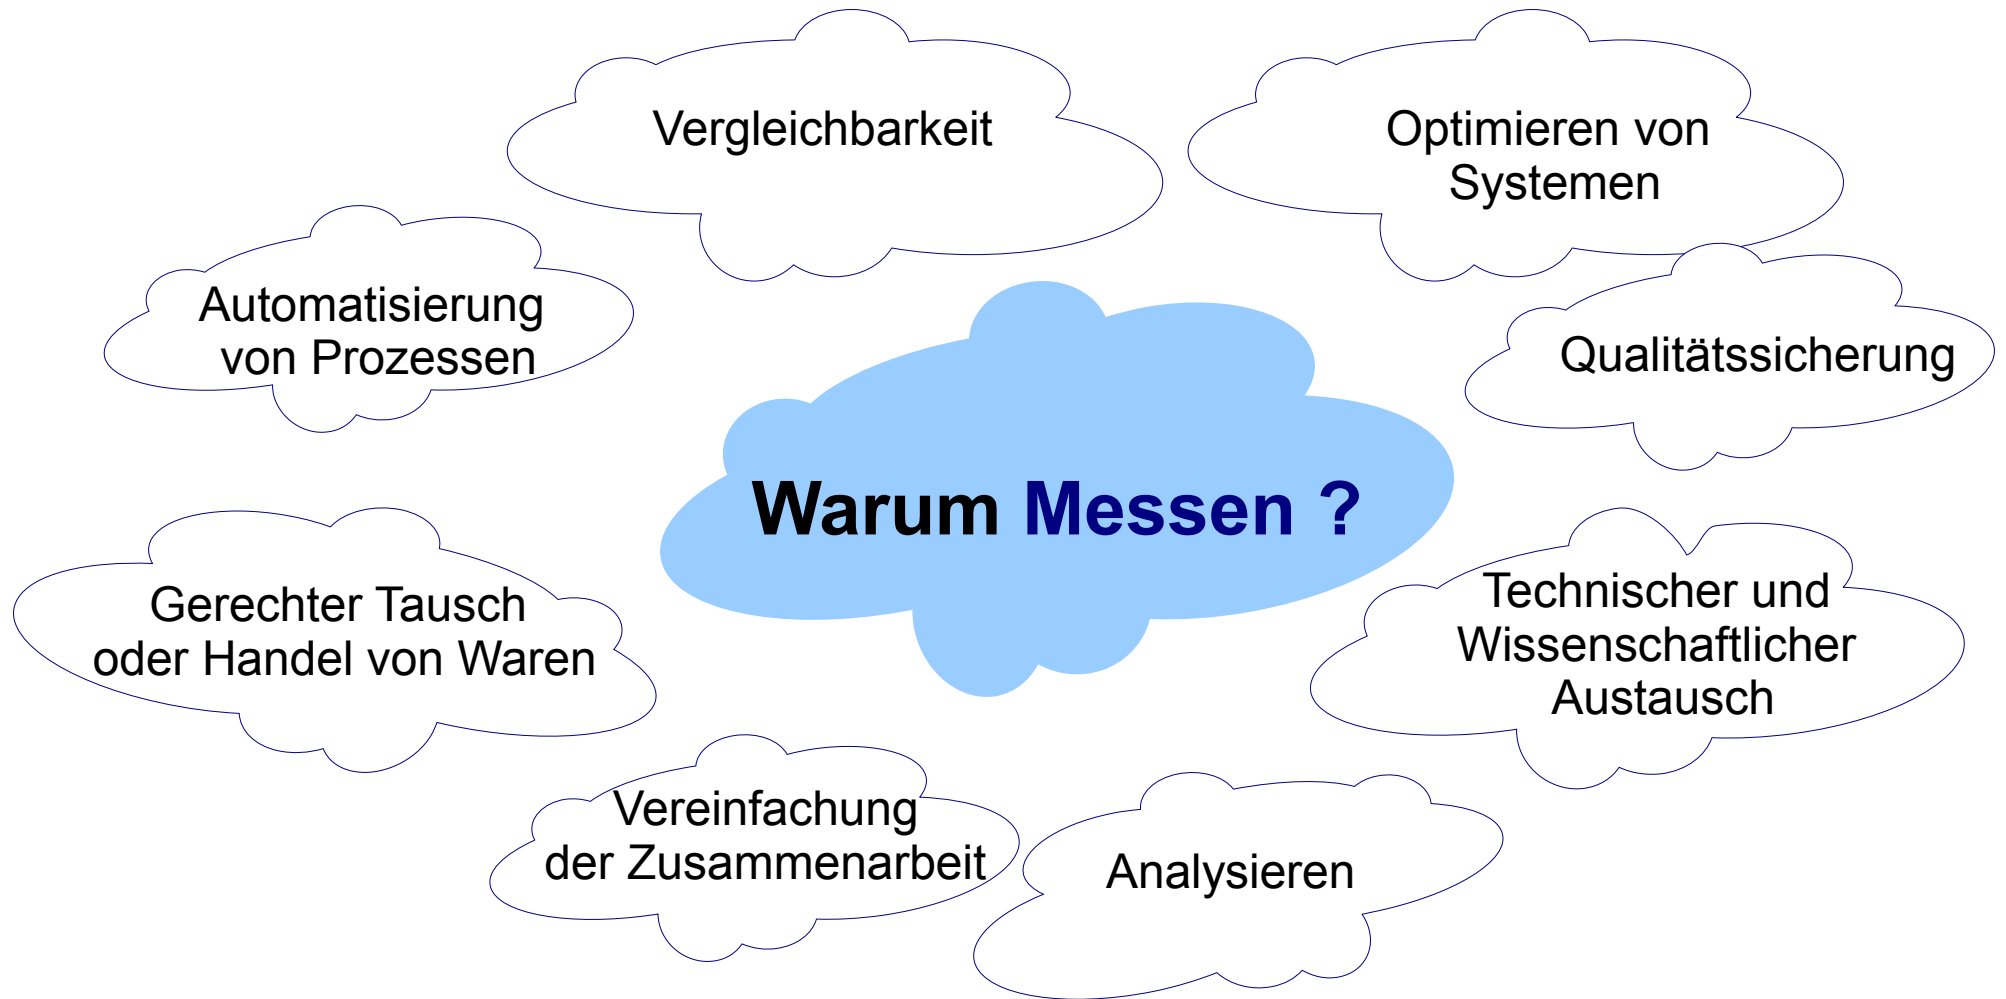 Vergleichbarkeit
Optimieren von
Systemen
Automatisierung
von Prozessen
Qualitätssicherung
Warum Messen ?
Gerechter Tausch
oder Handel von Waren
Technischer und
Wissenschaftlicher
Austausch
Vereinfachung
der Zusammenarbeit
Analysieren